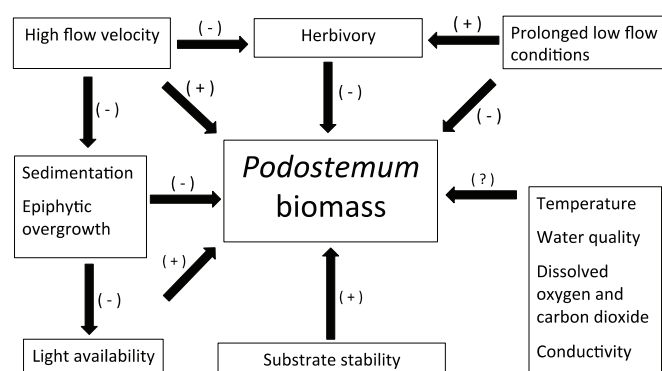 High flow velocity
( - )
Herbivory
( + )
Prolonged low flow
conditions
( - )
( + )
( - )
( - )
Sedimentation
Epiphytic
overgrowth
( - )
Podostemum
biomass
( ? )
Temperature
Water quality
Dissolved
oxygen and
carbon dioxide
Conductivity
( - )
( + )
( + )
Light availability
Substrate stability